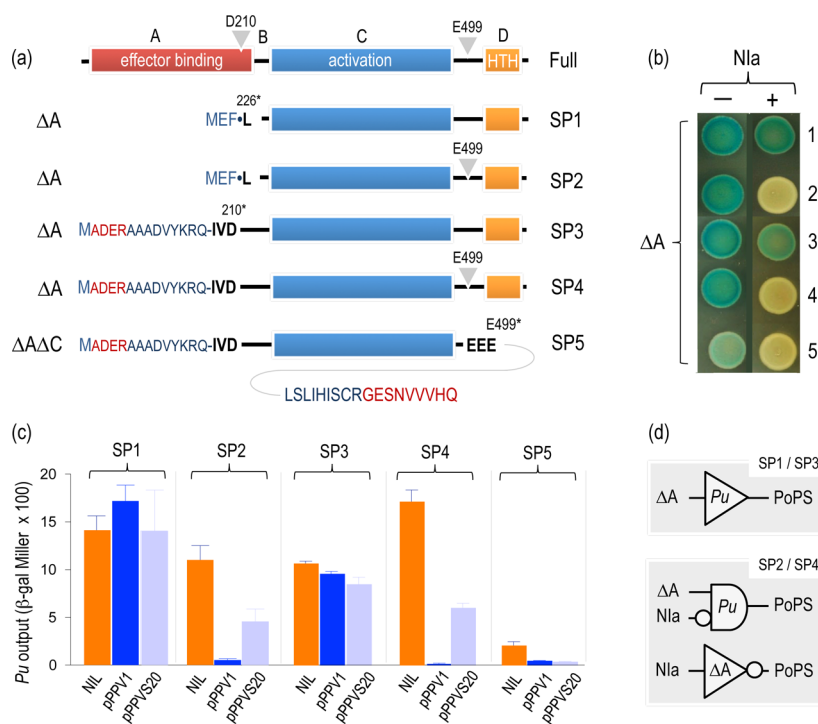 (a)
A
D210
B
C
E499
D
effector binding
activation
HTH
Full
ΔA
226*
MEF•L
SP1
ΔA
MEF•L
E499
SP2
ΔA
210*
MADERAAADVYKRQ-IVD
SP3
ΔA
MADERAAADVYKRQ-IVD
E499
SP4
ΔAΔC
MADERAAADVYKRQ-IVD
E499*
EEE
SP5
LSLIHISCRGESNVVVHQ
(b)
NIa
– +
ΔA
1
2
3
4
5
(c)
SP1 SP2 SP3 SP4 SP5
Pu output (β-gal Miller x 100)
20
15
10
5
0
NIL pPPV1 pPPVS20 NIL pPPV1 pPPVS20 NIL pPPV1 pPPVS20 NIL pPPV1 pPPVS20 NIL pPPV1 pPPVS20
(d)
SP1 / SP3
ΔA Pu PoPS
SP2 / SP4
ΔA
NIa
Pu PoPS
NIa ΔA PoPS